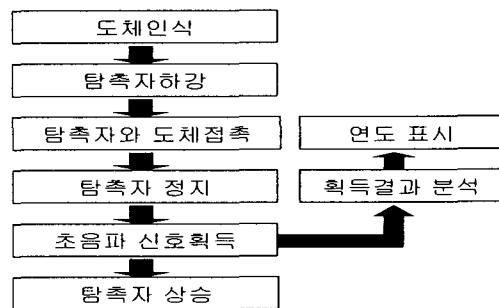 도체인식
탐촉자하강
탐촉자와 도체접촉
탐촉자 정지
초음파 신호획득
탐촉자 상승
획득결과 분석
연도 표시